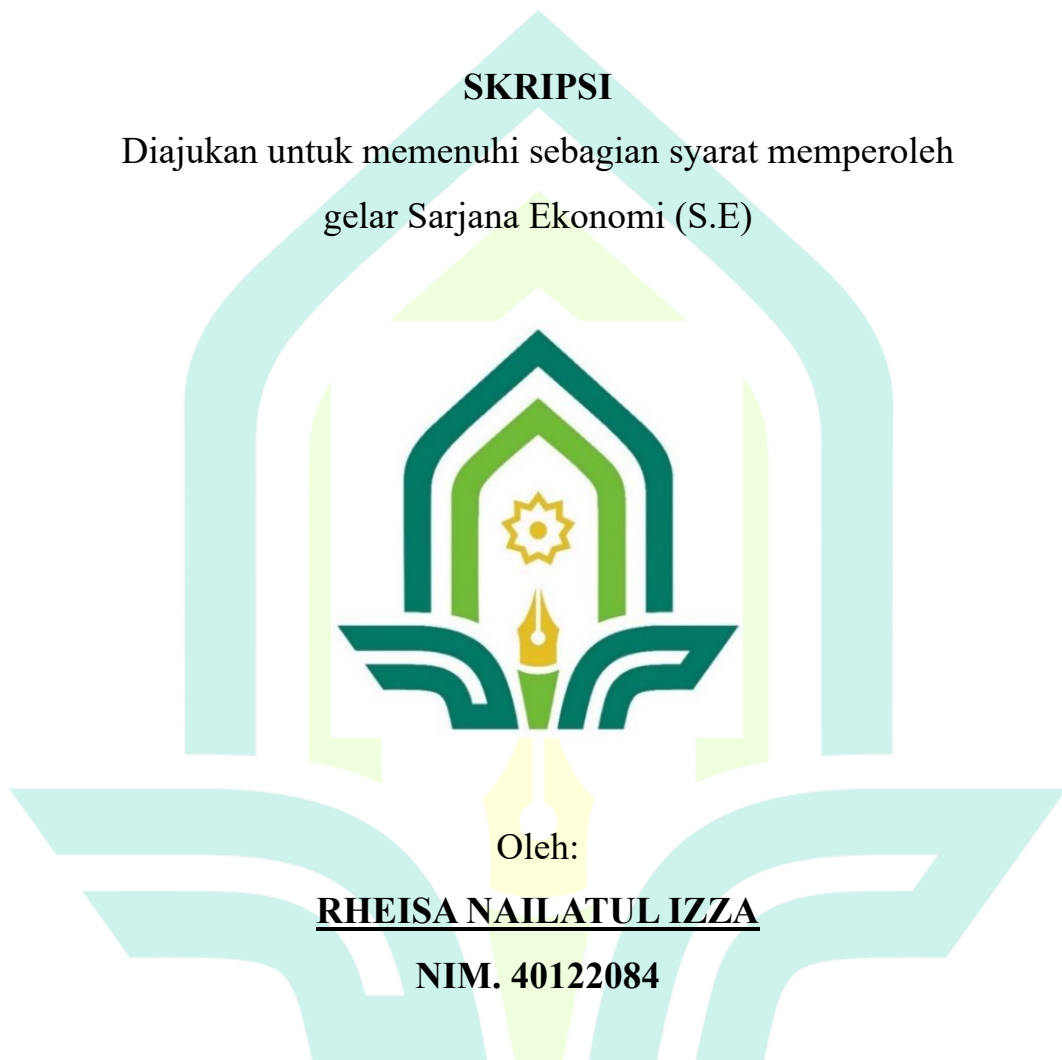 SKRIPSI
Diajukan untuk memenuhi sebagian syarat memperoleh
gelar Sarjana Ekonomi (S.E)
Oleh:
RHEISA NAILATUL IZZA
NIM. 40122084